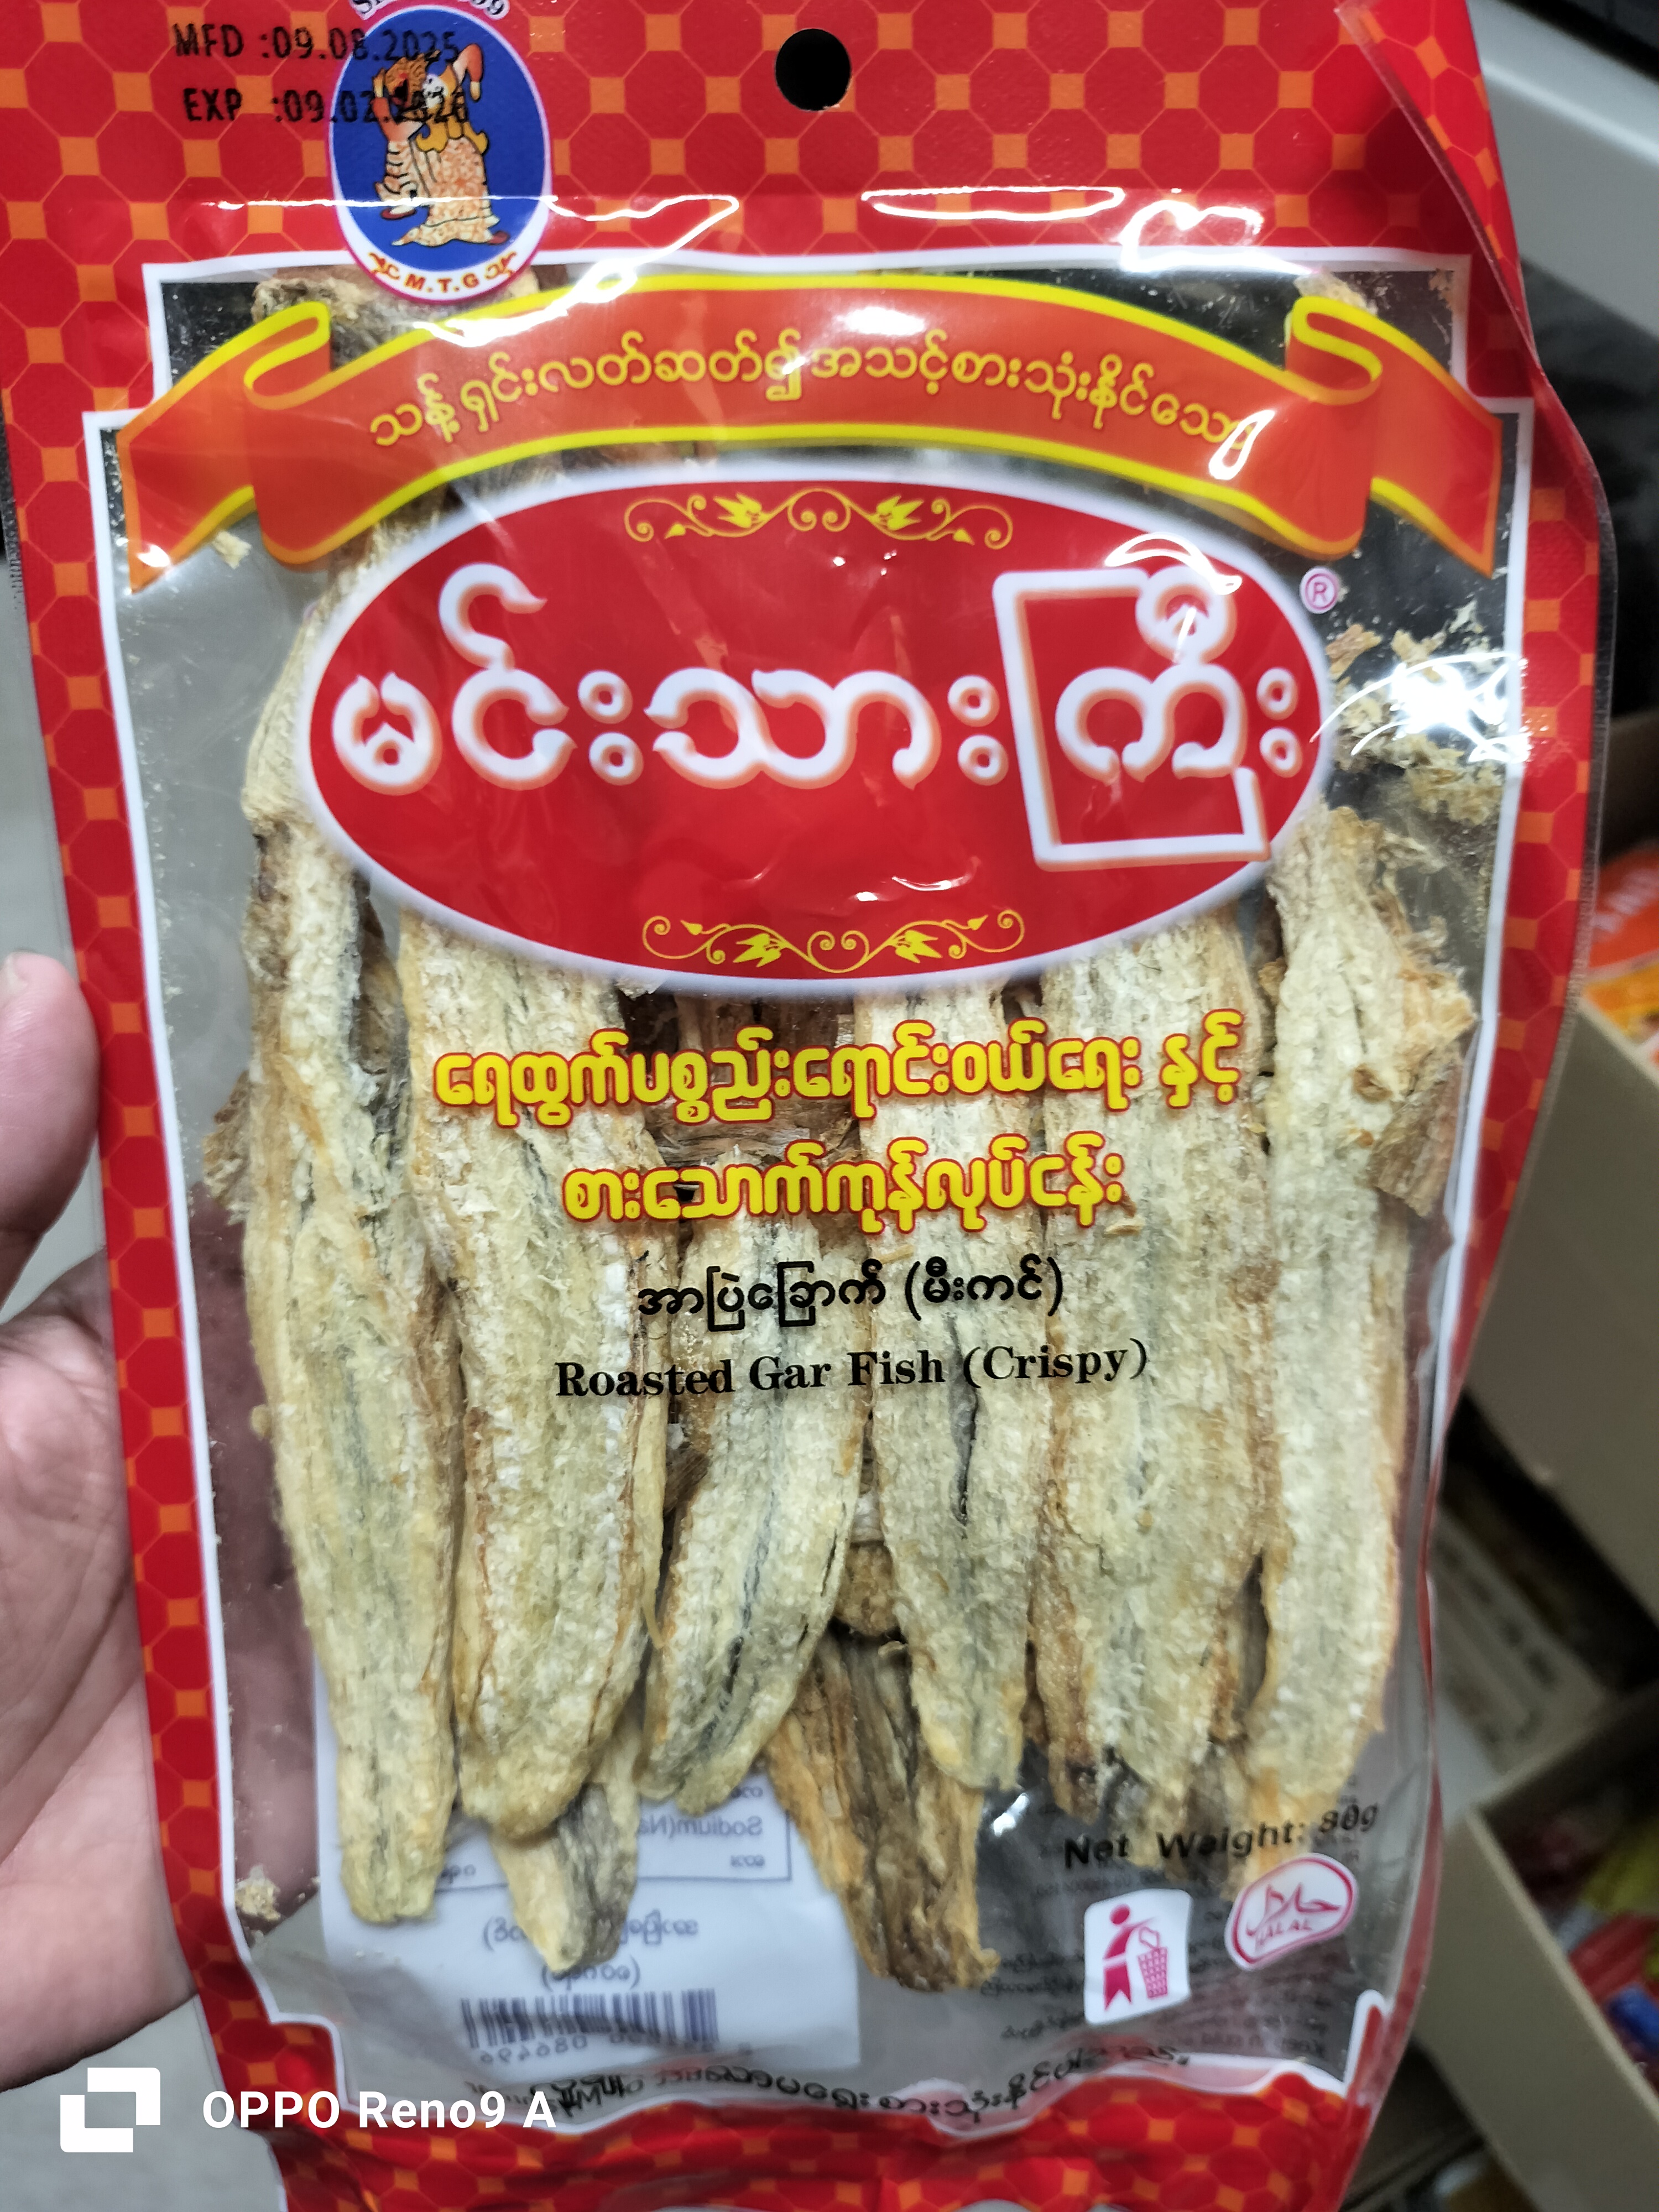 MFD :09.08.2025
EXP :09.02.2026
C.M.T.G
သန့်ရှင်းလတ်ဆတ်၍အသင့်စားသုံးနိုင်သော
မင်းသားကြီး
®
ရေထွက်ပစ္စည်းရောင်းဝယ်ရေး နှင့်
စားသောက်ကုန်လုပ်ငန်း
အာပြဲခြောက် (မီးကင်)
Roasted Gar Fish (Crispy)
Net Weight: 80g
حلال
HALAL
OPPO Reno9 A